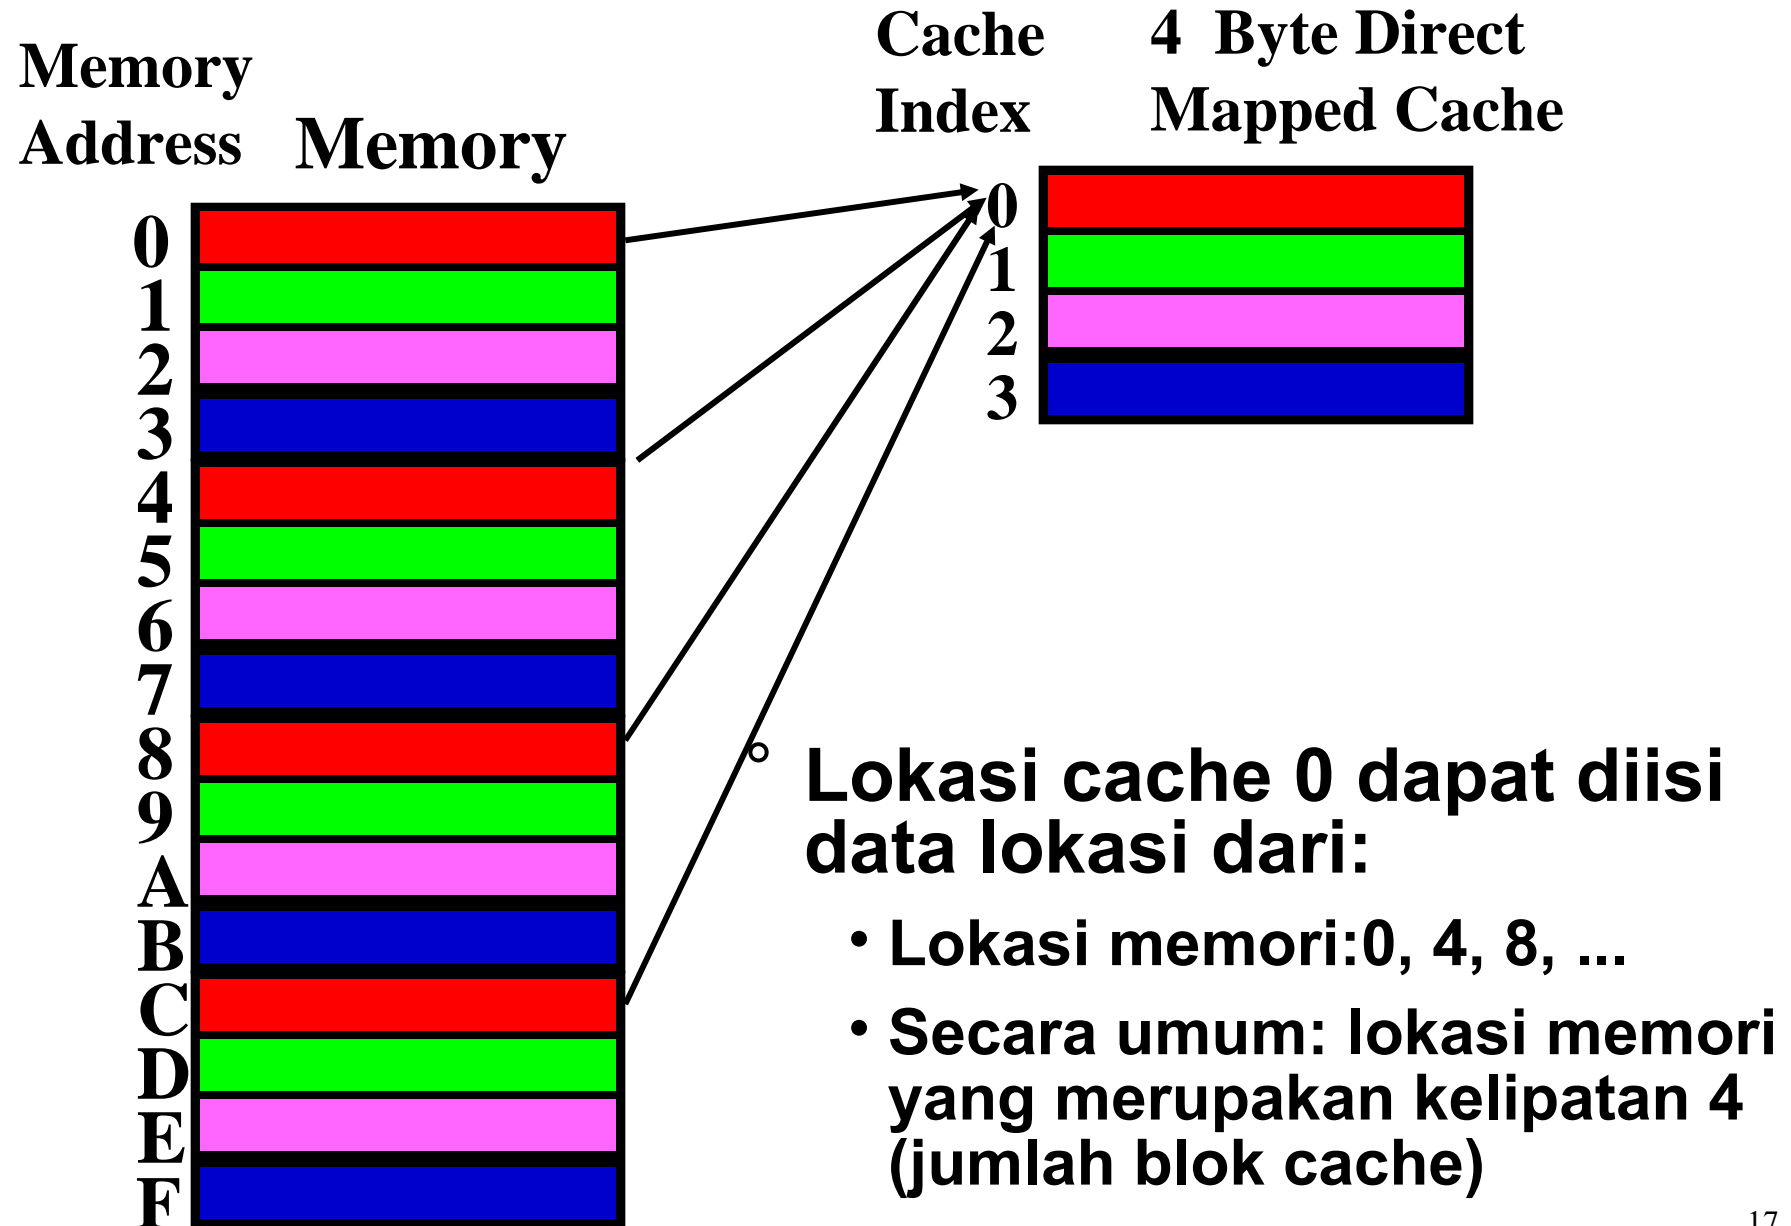 Memory
Address
Memory
0
1
2
3
4
5
6
7
8
9
A
B
C
D
E
F
Cache
Index
4 Byte Direct
Mapped Cache
0
1
2
3
° Lokasi cache 0 dapat diisi
data lokasi dari:
• Lokasi memori:0, 4, 8, ...
• Secara umum: lokasi memori
yang merupakan kelipatan 4
(jumlah blok cache)
17